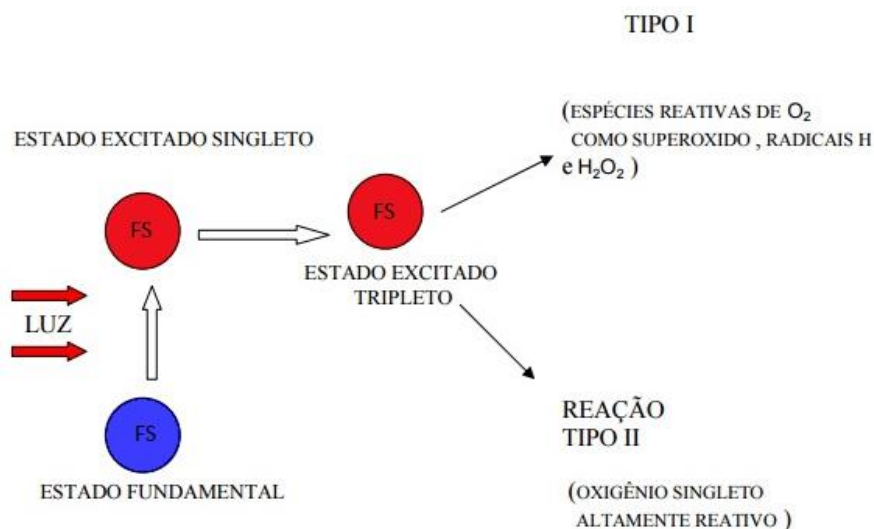 TIPO I
(ESPÉCIES REATIVAS DE O₂
COMO SUPEROXIDO , RADICAIS H
e H₂O₂ )
ESTADO EXCITADO SINGLETO
FS
FS
ESTADO EXCITADO
TRIPLETO
LUZ
FS
ESTADO FUNDAMENTAL
REAÇÃO
TIPO II
(OXIGÊNIO SINGLETO
ALTAMENTE REATIVO )